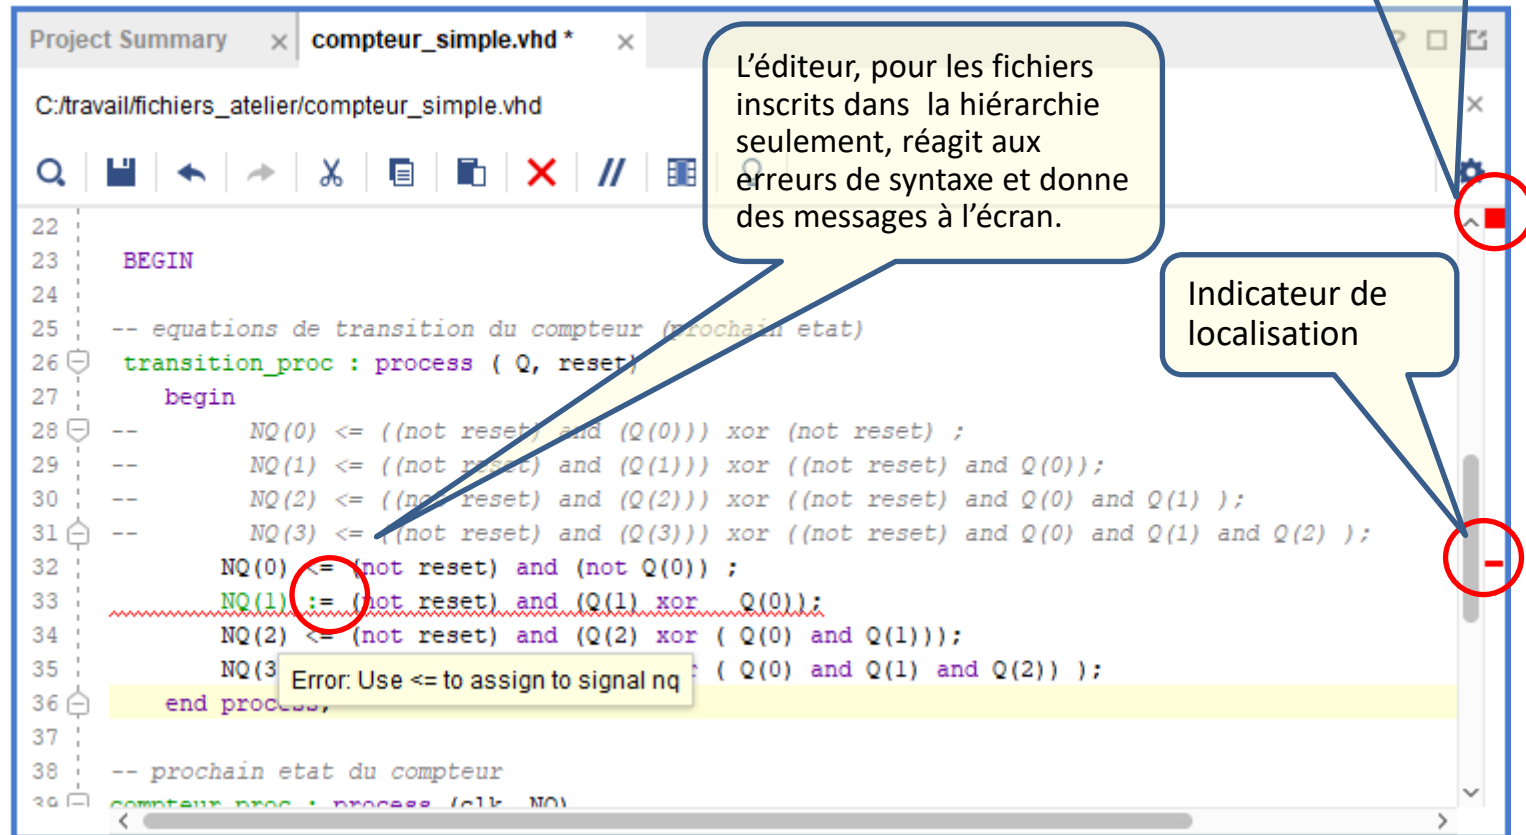 Project Summary × compteur_simple.vhd * ×
C:/travail/fichiers_atelier/compteur_simple.vhd
L'éditeur, pour les fichiers
inscrits dans la hiérarchie
seulement, réagit aux
erreurs de syntaxe et donne
des messages à l'écran.
Indicateur de
localisation
22
23 BEGIN
24
25 -- equations de transition du compteur (prochain etat)
26 transition_proc : process ( Q, reset)
27 begin
28 -- NQ(0) <= ((not reset) and (Q(0))) xor (not reset) ;
29 -- NQ(1) <= ((not reset) and (Q(1))) xor ((not reset) and Q(0));
30 -- NQ(2) <= ((not reset) and (Q(2))) xor ((not reset) and Q(0) and Q(1) );
31 -- NQ(3) <= ((not reset) and (Q(3))) xor ((not reset) and Q(0) and Q(1) and Q(2) );
32 NQ(0) <= (not reset) and (not Q(0)) ;
33 NQ(1) := (not reset) and (Q(1) xor Q(0));
34 NQ(2) <= (not reset) and (Q(2) xor ( Q(0) and Q(1)));
35 NQ(3 ( Q(0) and Q(1) and Q(2)) );
Error: Use <= to assign to signal nq
36 end process;
37
38 -- prochain etat du compteur
39 compteur_proc : process (clk, NQ)